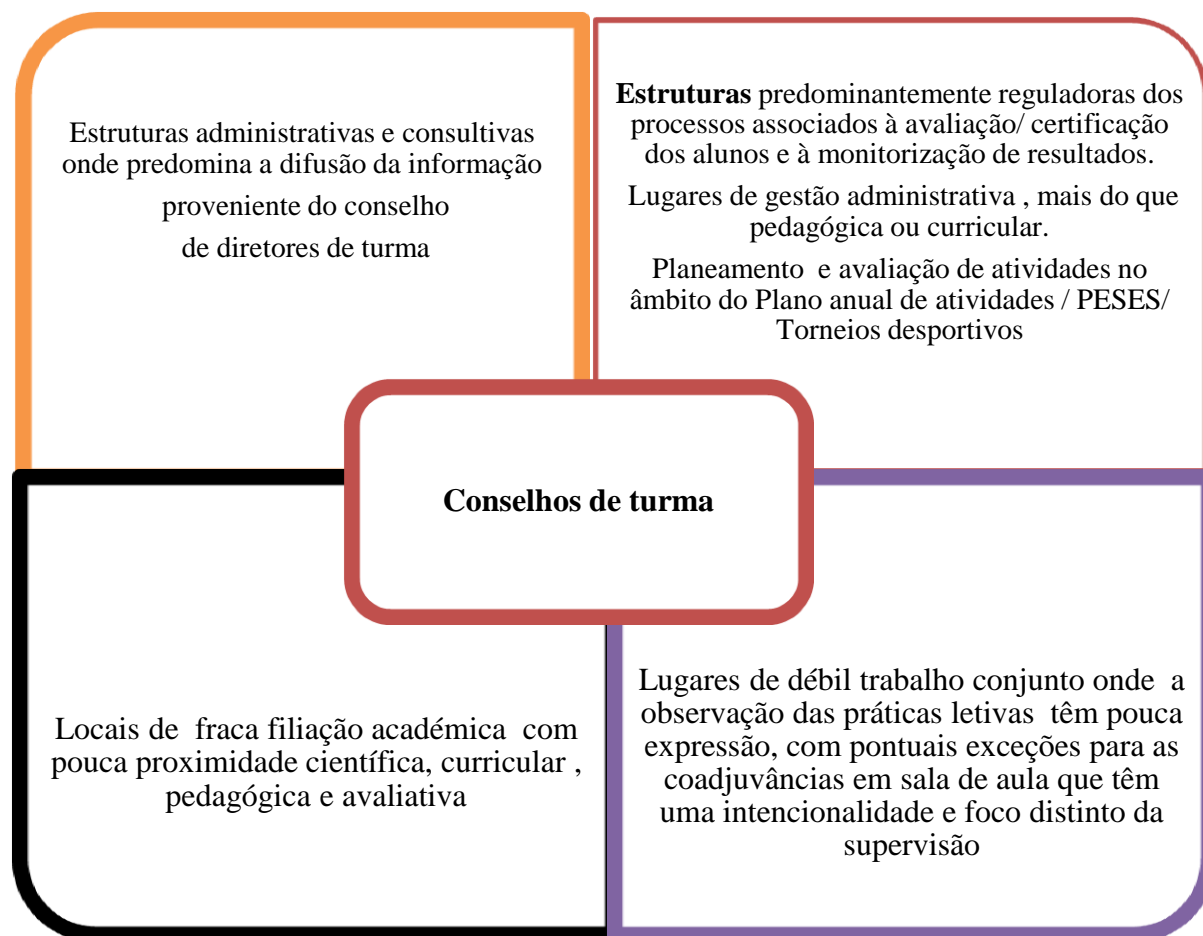 Estruturas administrativas e consultivas
onde predomina a difusão da informação
proveniente do conselho
de diretores de turma
Estruturas predominantemente reguladoras dos
processos associados à avaliação/ certificação
dos alunos e à monitorização de resultados.
Lugares de gestão administrativa , mais do que
pedagógica ou curricular.
Planeamento e avaliação de atividades no
âmbito do Plano anual de atividades / PESES/
Torneios desportivos
Conselhos de turma
Locais de fraca filiação académica com
pouca proximidade científica, curricular ,
pedagógica e avaliativa
Lugares de débil trabalho conjunto onde a
observação das práticas letivas têm pouca
expressão, com pontuais exceções para as
coadjuvâncias em sala de aula que têm
uma intencionalidade e foco distinto da
supervisão